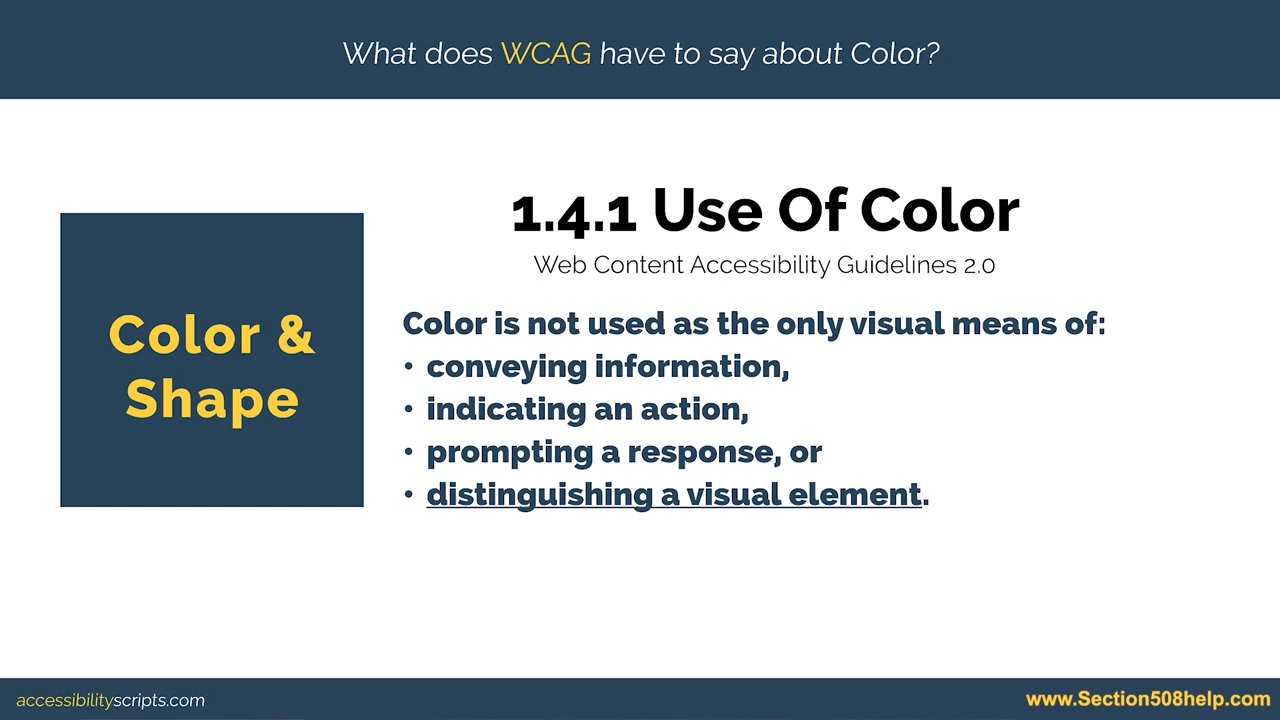 What does WCAG have to say about Color?
Color &
Shape
1.4.1 Use Of Color
Web Content Accessibility Guidelines 2.0
Color is not used as the only visual means of:
• conveying information,
• indicating an action,
• prompting a response, or
• distinguishing a visual element.
accessibilityscripts.com
www.Section508help.com